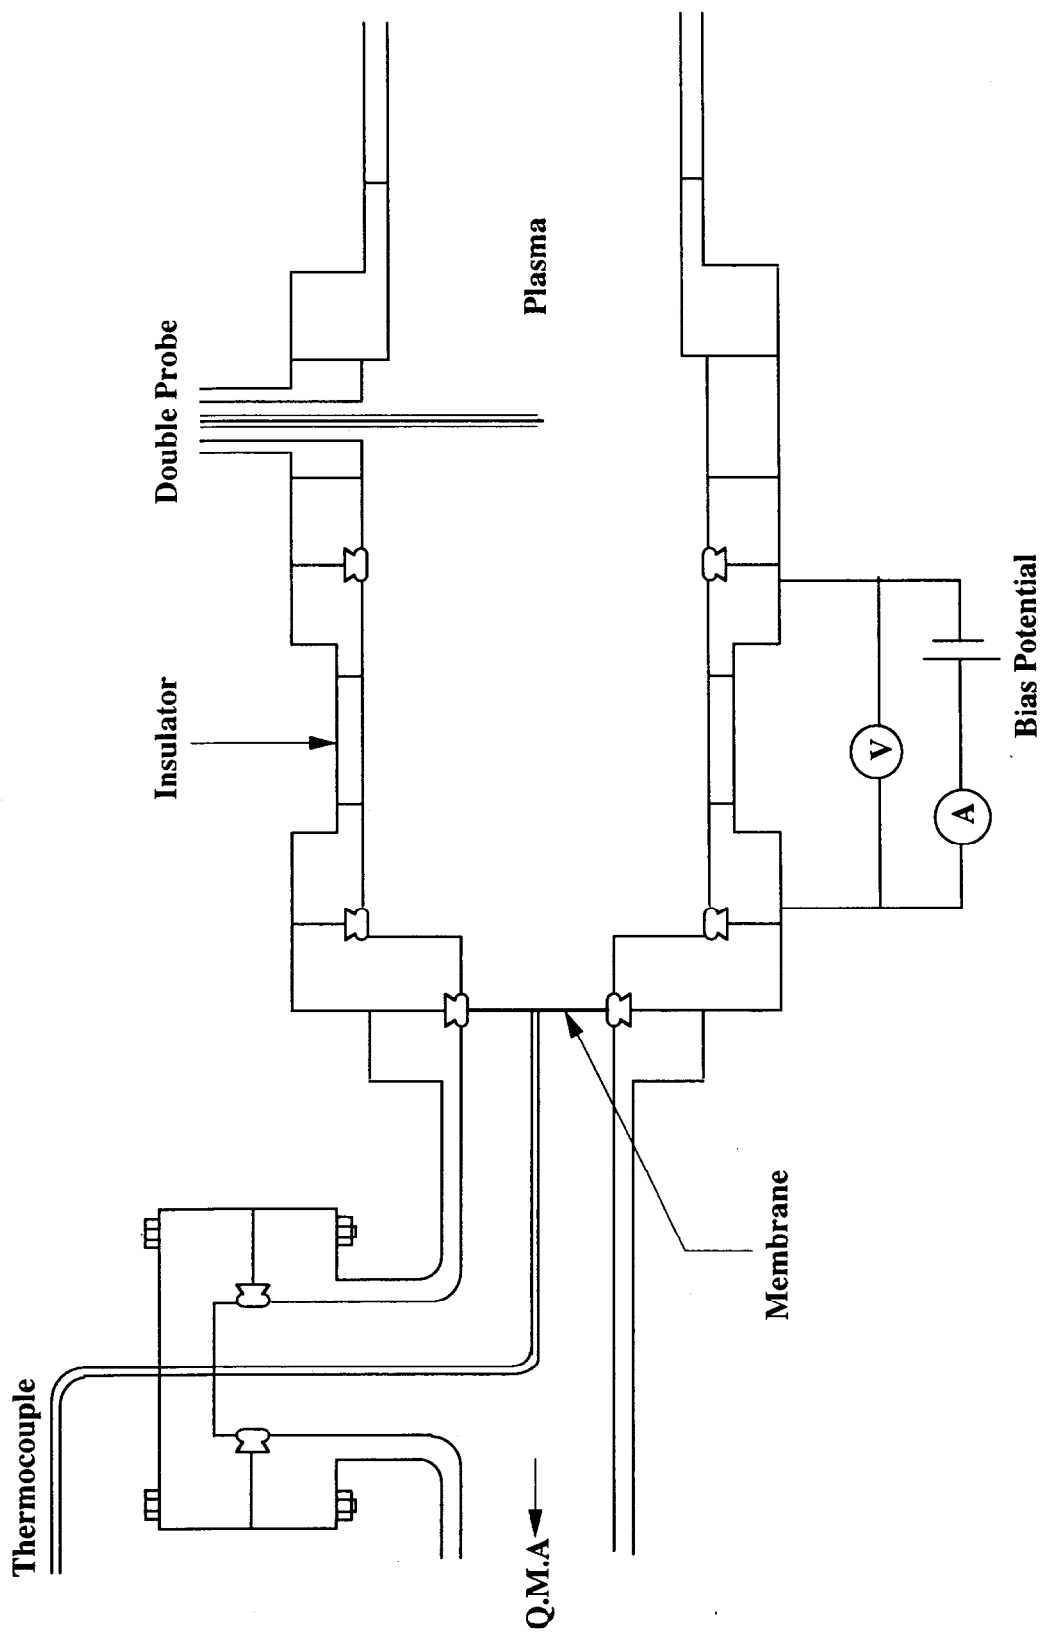 Thermocouple
Double Probe
Insulator
Plasma
Membrane
Q.M.A
V
A
Bias Potential